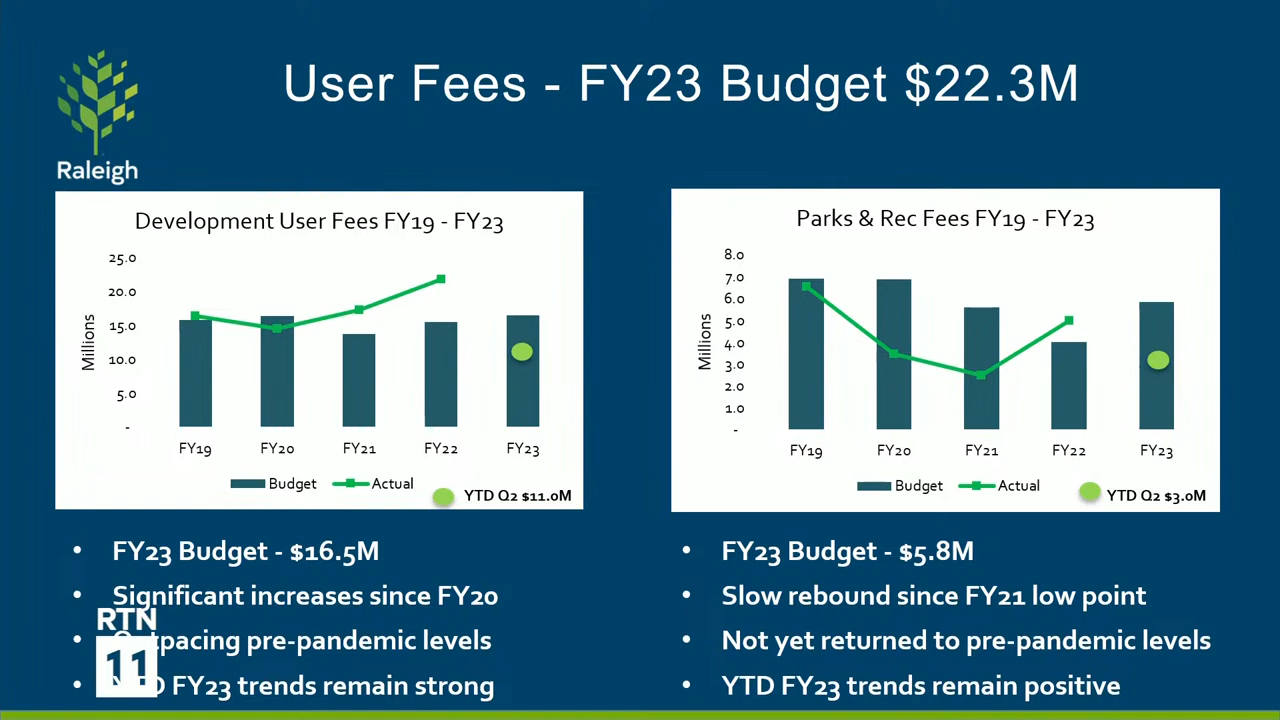 User Fees - FY23 Budget $22.3M
Raleigh
Development User Fees FY19 - FY23
25.0
20.0
15.0
10.0
5.0
-
Millions
FY19 FY20 FY21 FY22 FY23
Budget Actual
YTD Q2 $11.0M
Parks & Rec Fees FY19 - FY23
8.0
7.0
6.0
5.0
4.0
3.0
2.0
1.0
-
Millions
FY19 FY20 FY21 FY22 FY23
Budget Actual
YTD Q2 $3.0M
• FY23 Budget - $16.5M
• Significant increases since FY20
• Outpacing pre-pandemic levels
• YTD FY23 trends remain strong
• FY23 Budget - $5.8M
• Slow rebound since FY21 low point
• Not yet returned to pre-pandemic levels
• YTD FY23 trends remain positive
RTN
11